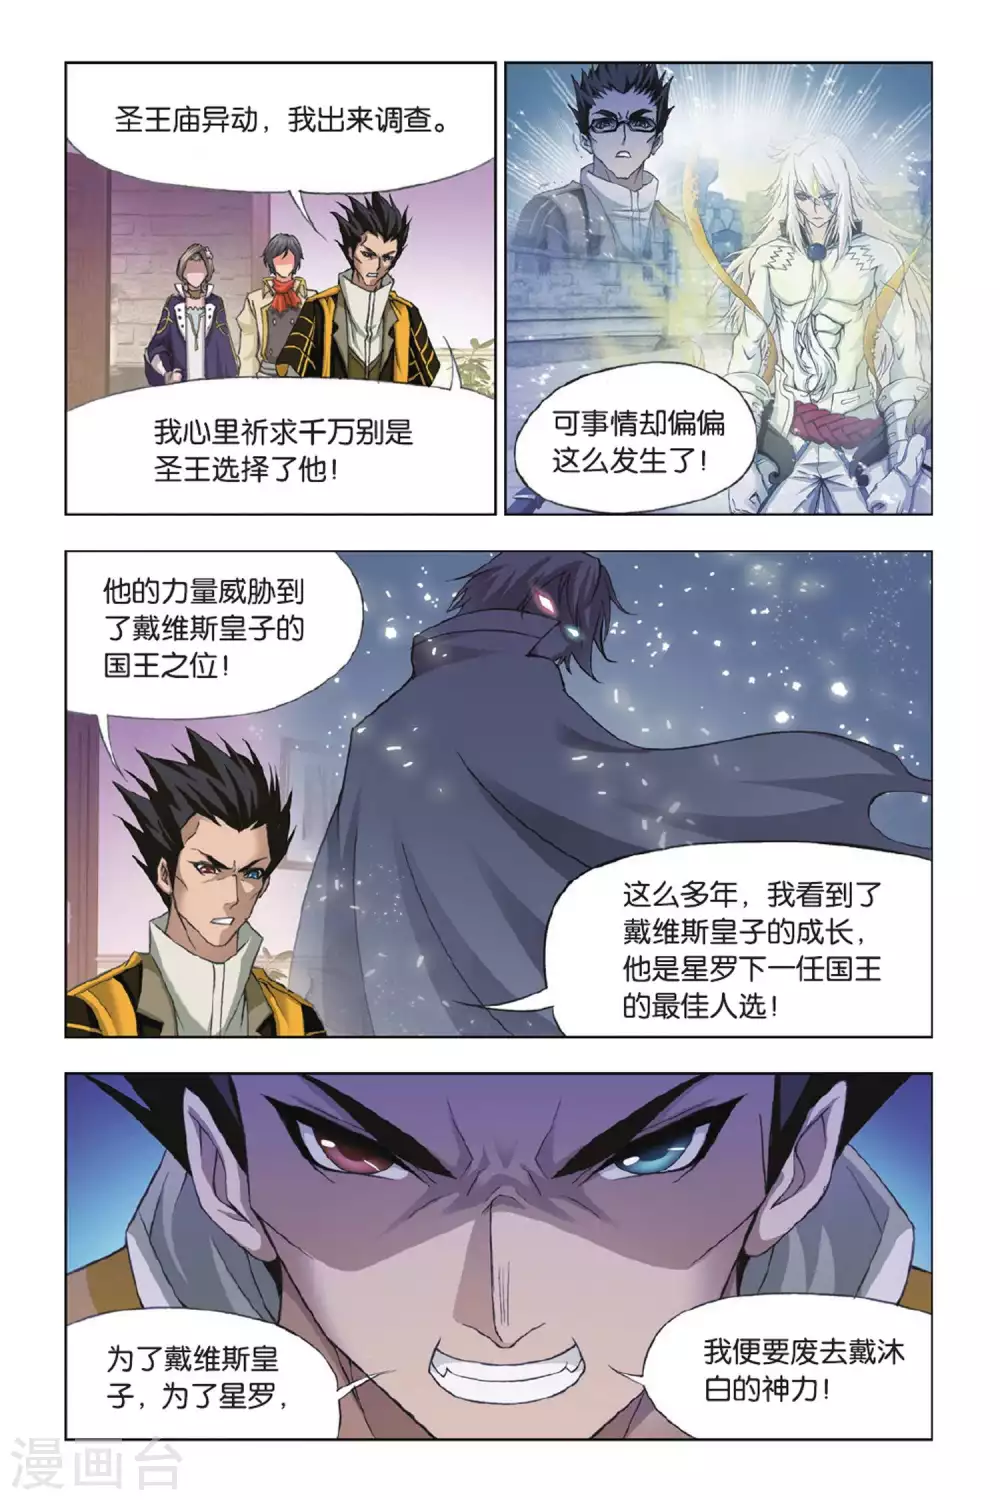 圣王庙异动，我出来调查。
我心里祈求千万别是
圣王选择了他！
可事情却偏偏
这么发生了！
他的力量威胁到
了戴维斯皇子的
国王之位！
这么多年，我看到了
戴维斯皇子的成长，
他是星罗下一任国王
的最佳人选！
为了戴维斯皇
子，为了星罗，
我便要废去戴沐
白的神力！
漫画台